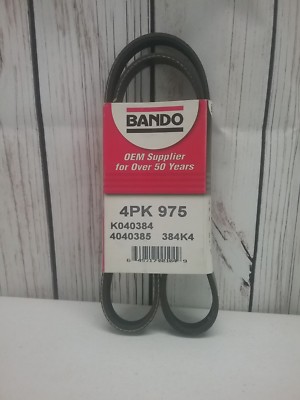 BANDO
OEM Supplier
for Over 50 Years
4PK 975
K040384
4040385 384K4